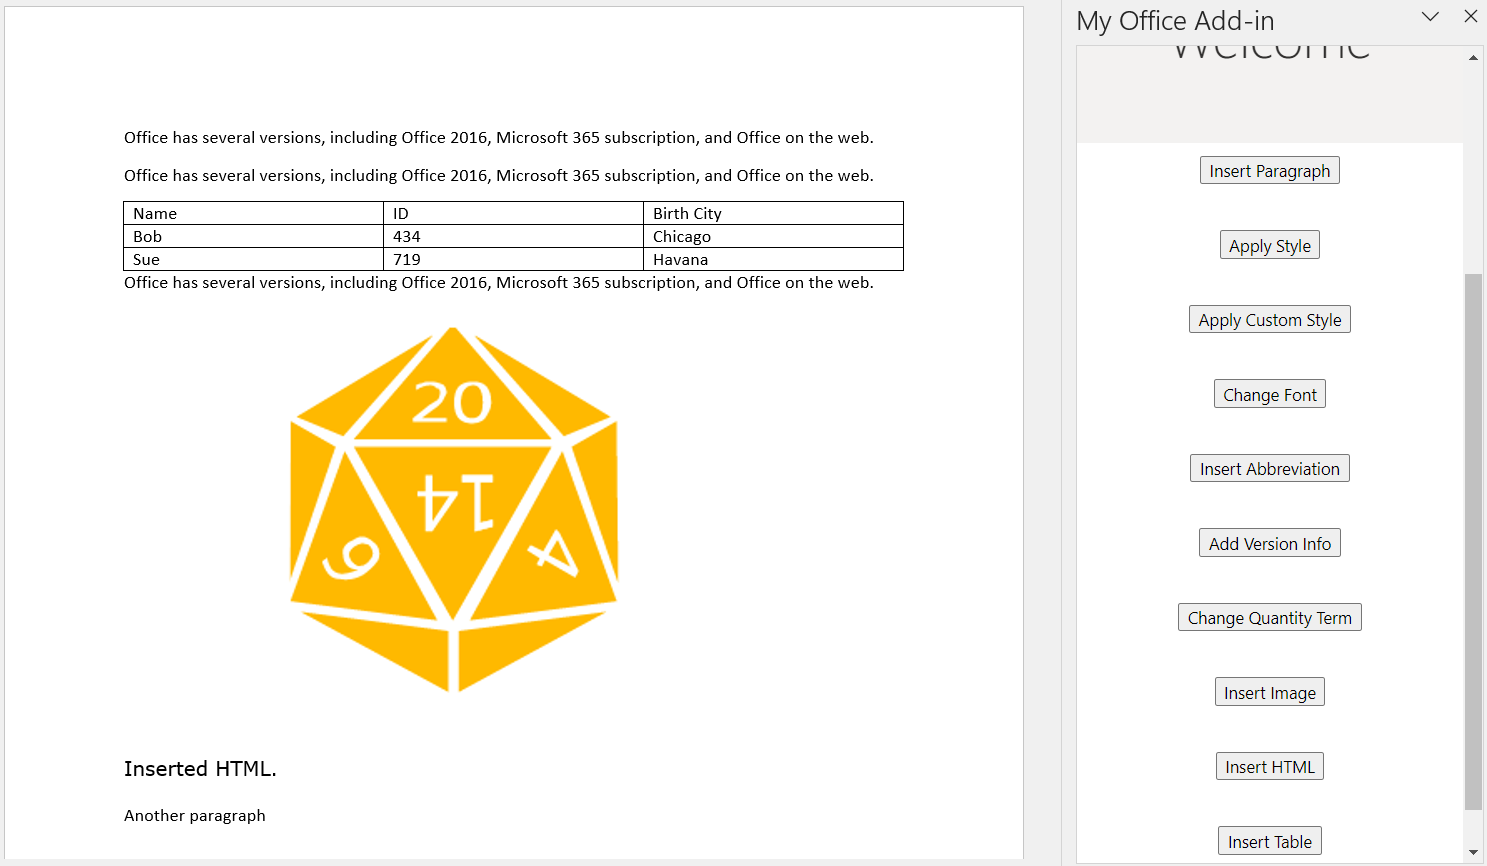 My Office Add-in
Welcome
Office has several versions, including Office 2016, Microsoft 365 subscription, and Office on the web.
Office has several versions, including Office 2016, Microsoft 365 subscription, and Office on the web.
Name ID Birth City
Bob 434 Chicago
Sue 719 Havana
Office has several versions, including Office 2016, Microsoft 365 subscription, and Office on the web.
20
14
9
4
Inserted HTML.
Another paragraph
Insert Paragraph
Apply Style
Apply Custom Style
Change Font
Insert Abbreviation
Add Version Info
Change Quantity Term
Insert Image
Insert HTML
Insert Table